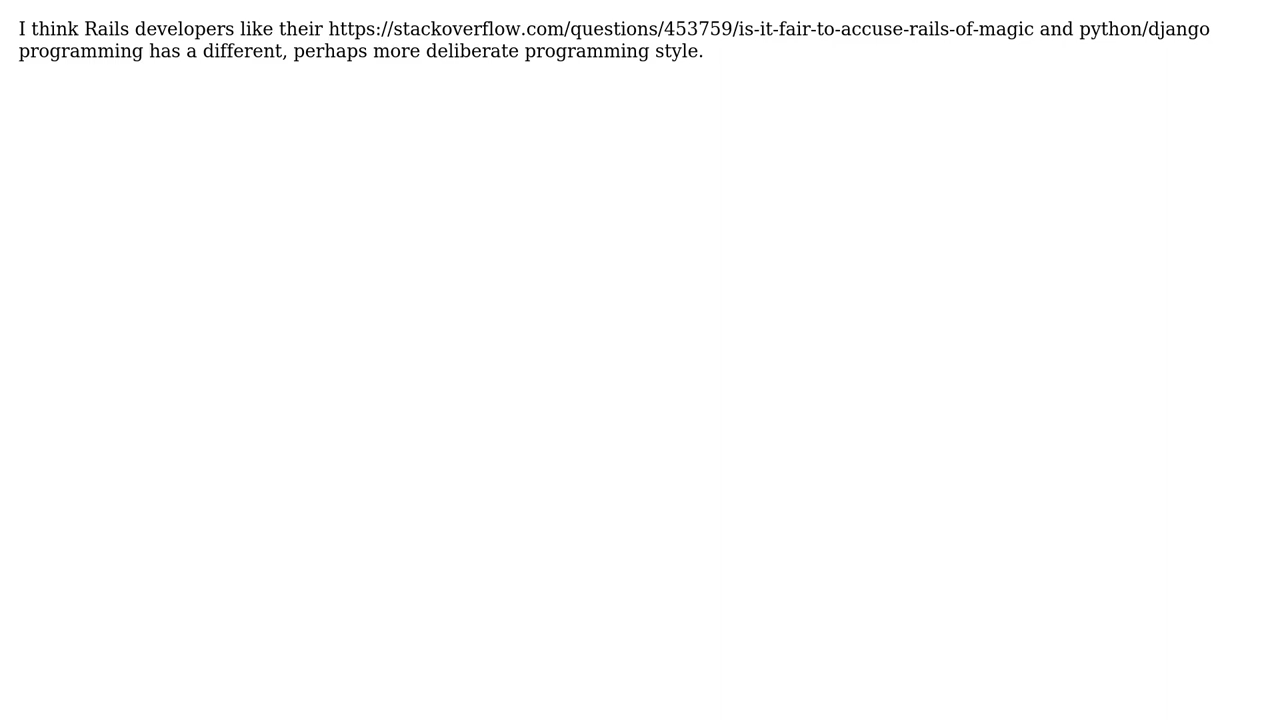 I think Rails developers like their https://stackoverflow.com/questions/453759/is-it-fair-to-accuse-rails-of-magic and python/django
programming has a different, perhaps more deliberate programming style.